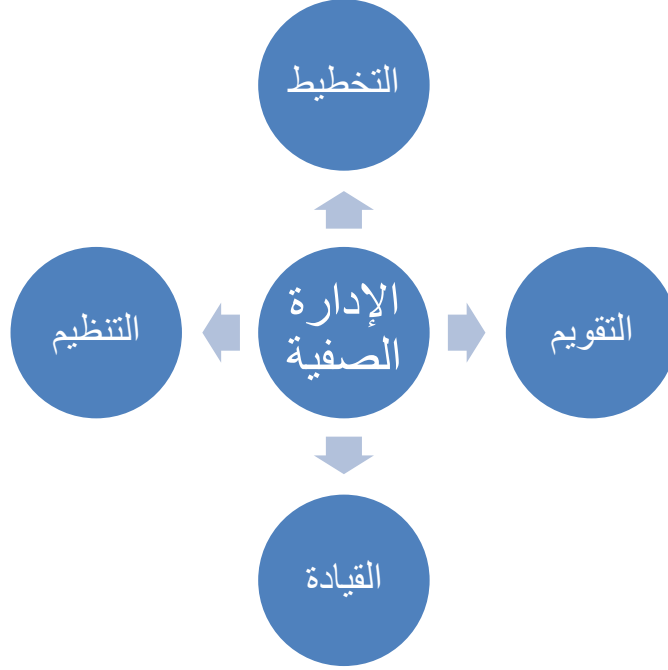 التخطيط
التقويم
الإدارة
الصفية
التنظيم
القيادة